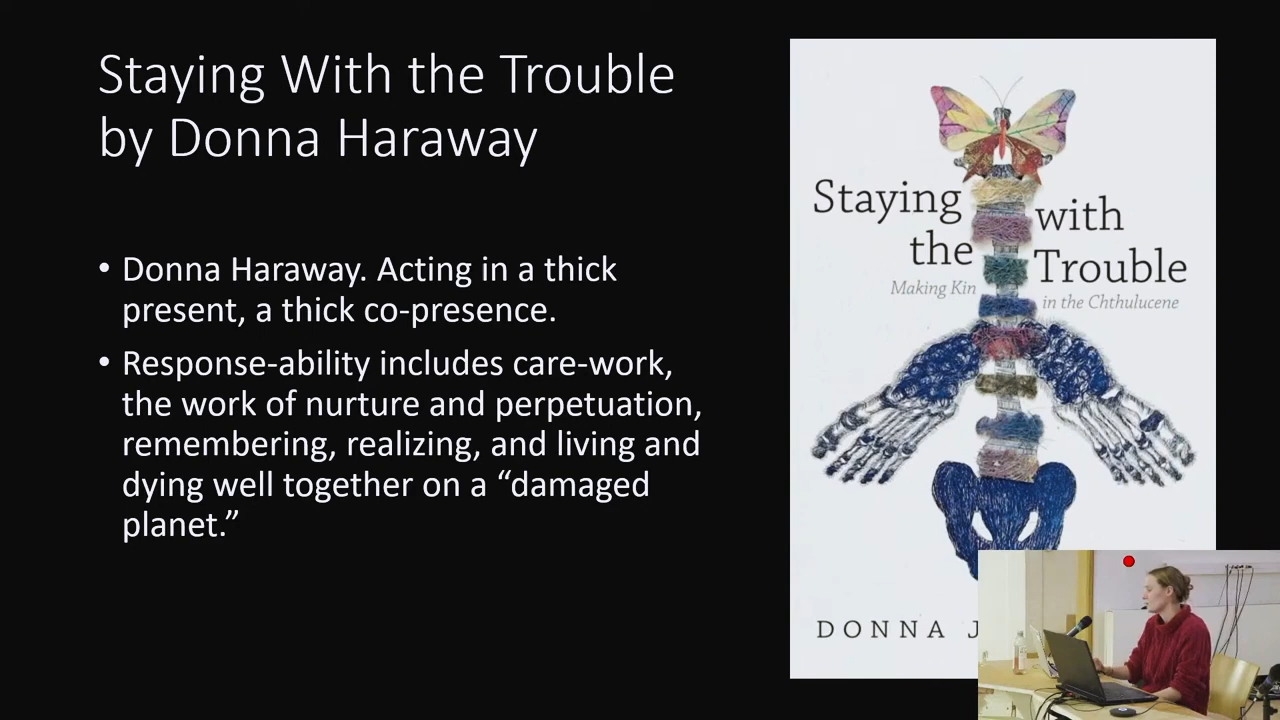 Staying With the Trouble
by Donna Haraway
• Donna Haraway. Acting in a thick
present, a thick co-presence.
• Response-ability includes care-work,
the work of nurture and perpetuation,
remembering, realizing, and living and
dying well together on a “damaged
planet.”
Staying with
the Trouble
Making Kin in the Chthulucene
DONNA J